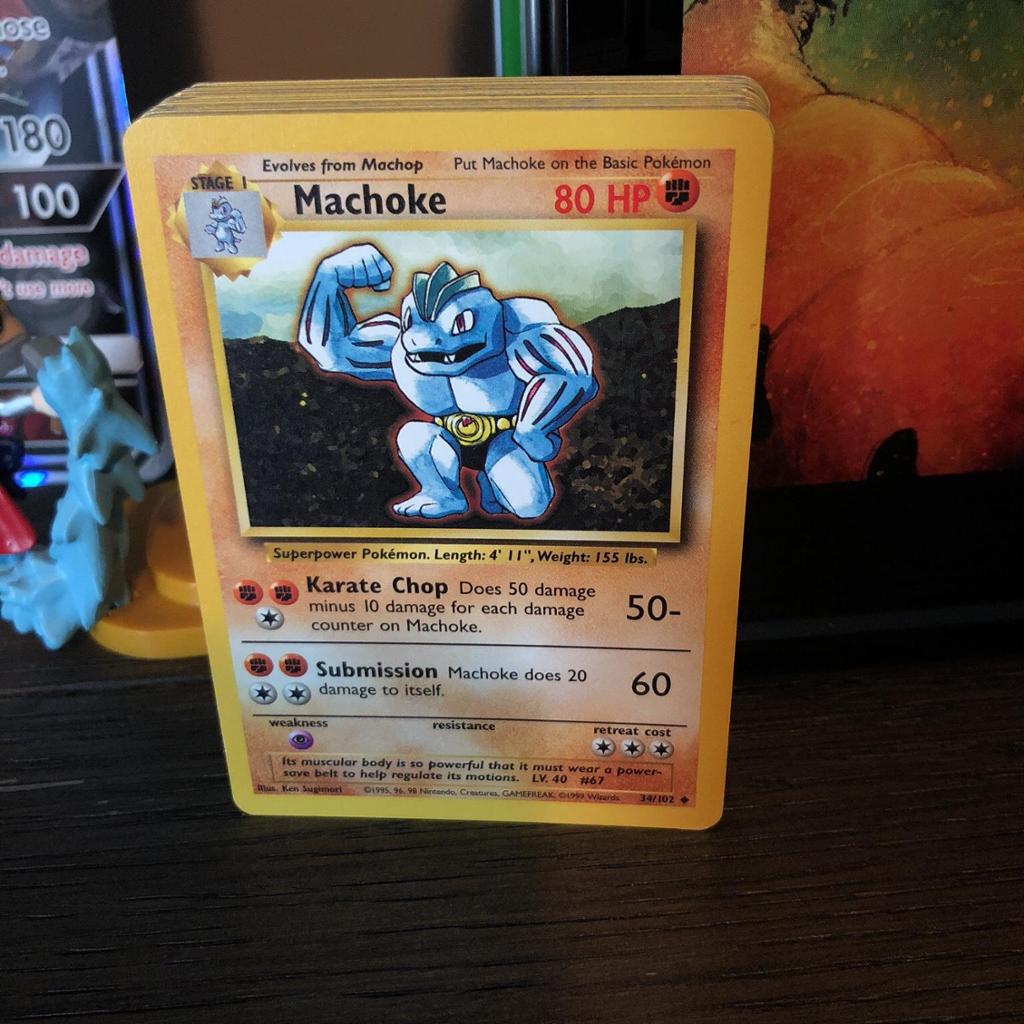 ose
180
100
damage
't use more
Evolves from Machop Put Machoke on the Basic Pokémon
STAGE 1
Machoke 80 HP
Superpower Pokémon. Length: 4' 11", Weight: 155 lbs.
Karate Chop Does 50 damage
minus 10 damage for each damage
counter on Machoke.
50-
Submission Machoke does 20
damage to itself.
60
weakness resistance retreat cost
Its muscular body is so powerful that it must wear a power-
save belt to help regulate its motions. LV. 40 #67
Illus. Ken Sugimori ©1995, 96, 98 Nintendo, Creatures, GAMEFREAK. ©1999 Wizards. 34/102